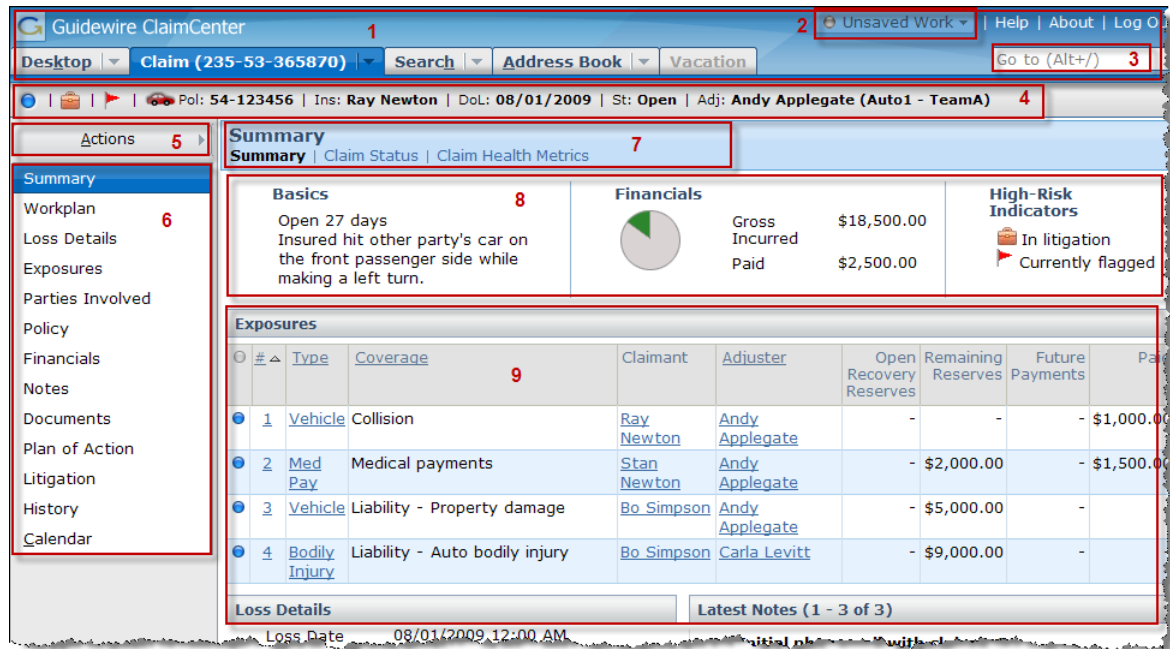 Guidewire ClaimCenter 1 2 Unsaved Work | Help | About | Log O
Desktop Claim (235-53-365870) Search Address Book Vacation Go to (Alt+/) 3
| | | Pol: 54-123456 | Ins: Ray Newton | DoL: 08/01/2009 | St: Open | Adj: Andy Applegate (Auto1 - TeamA) 4
Actions 5
Summary
Workplan
6
Loss Details
Exposures
Parties Involved
Policy
Financials
Notes
Documents
Plan of Action
Litigation
History
Calendar
Summary
Summary | Claim Status | Claim Health Metrics 7
8
Basics
Open 27 days
Insured hit other party's car on
the front passenger side while
making a left turn.
Financials
Gross Incurred $18,500.00
Paid $2,500.00
High-Risk
Indicators
In litigation
Currently flagged
Exposures
# Type Coverage Claimant Adjuster Open Recovery Reserves Remaining Reserves Future Payments Paid
9
1 Vehicle Collision Ray Newton Andy Applegate - - - $1,000.00
2 Med Pay Medical payments Stan Newton Andy Applegate - $2,000.00 - $1,500.00
3 Vehicle Liability - Property damage Bo Simpson Andy Applegate - $5,000.00 -
4 Bodily Injury Liability - Auto bodily injury Bo Simpson Carla Levitt - $9,000.00 -
Loss Details
Latest Notes (1 - 3 of 3)
Loss Date 08/01/2009 12:00 AM